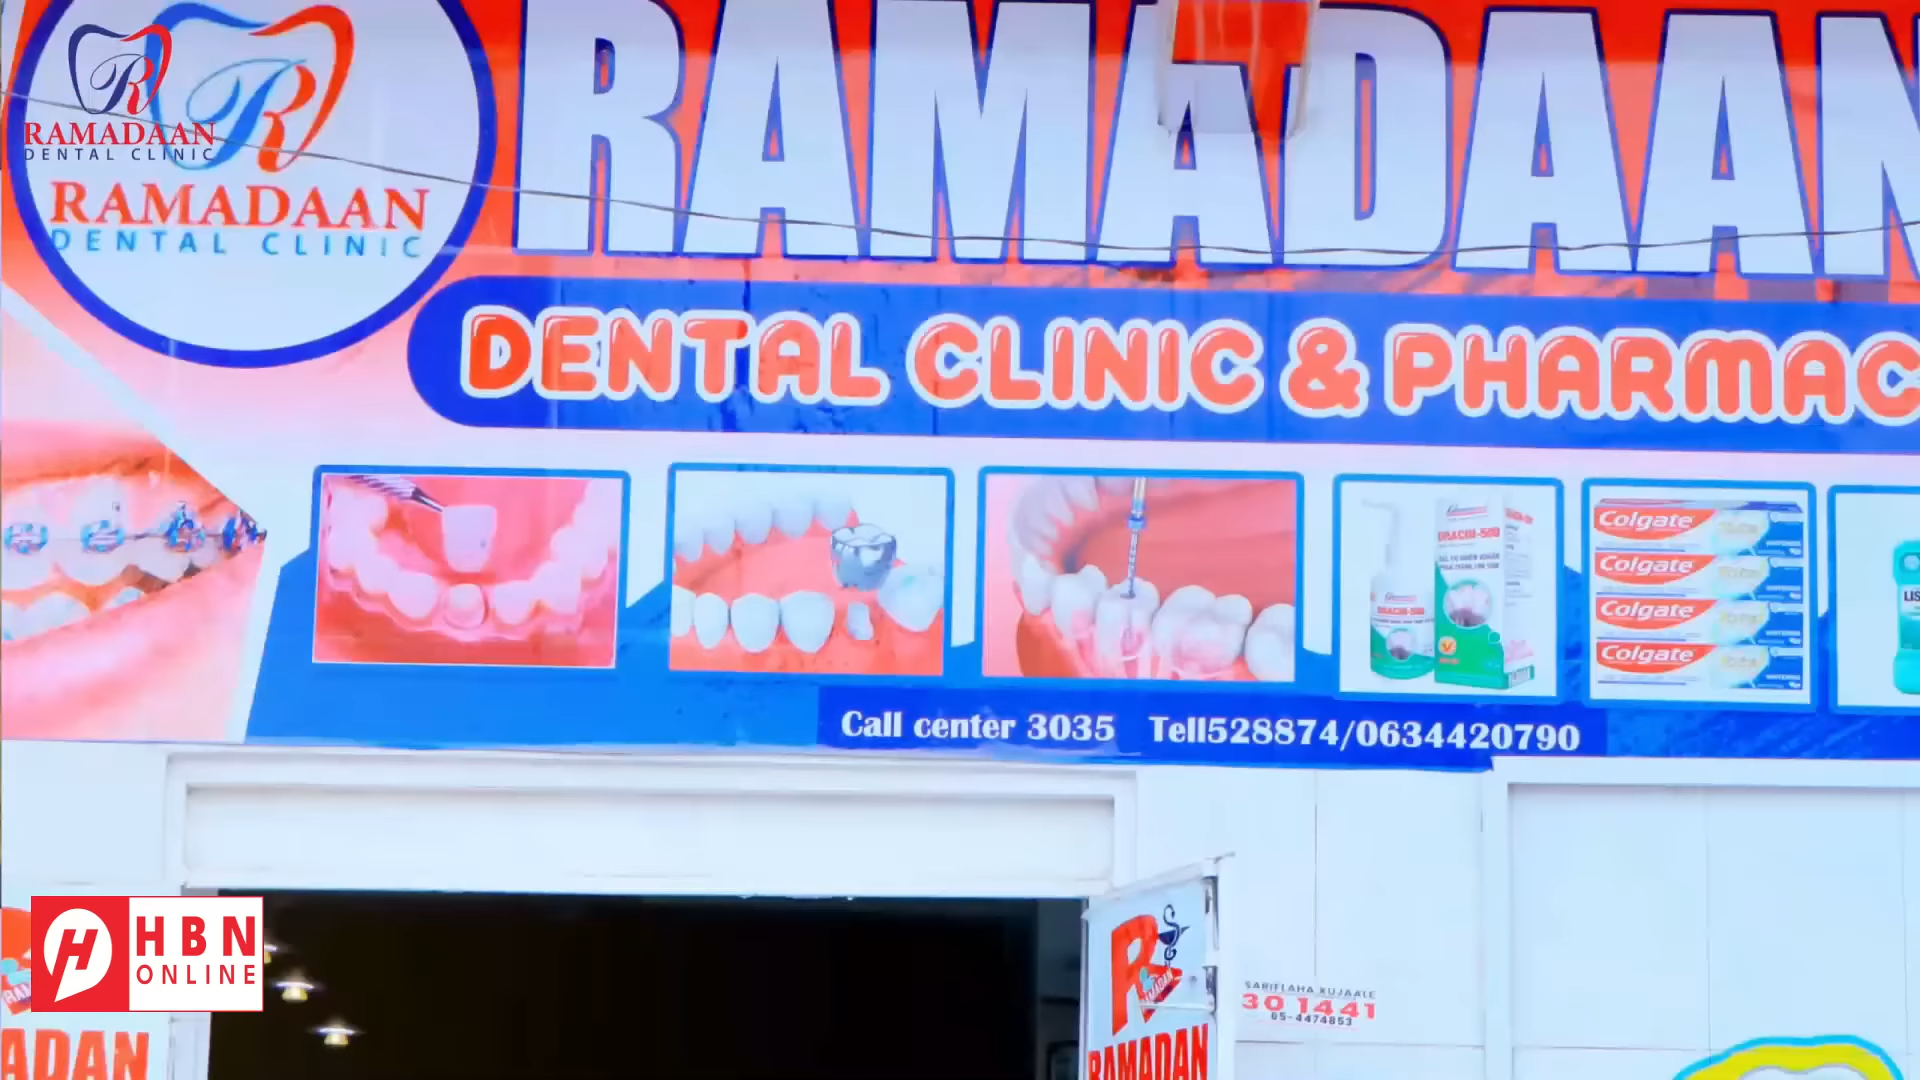 R
RAMADAAN
DENTAL CLINIC
R
RAMADAAN
DENTAL CLINIC
RAMADAAN
DENTAL CLINIC & PHARMAC
Colgate
Colgate
Colgate
Colgate
LIS
Call center 3035 Tell528874/0634420790
HBN
ONLINE
ADAN
R
RAMADAN
SARIFLAHA KUJAALE
301441
65-4474853